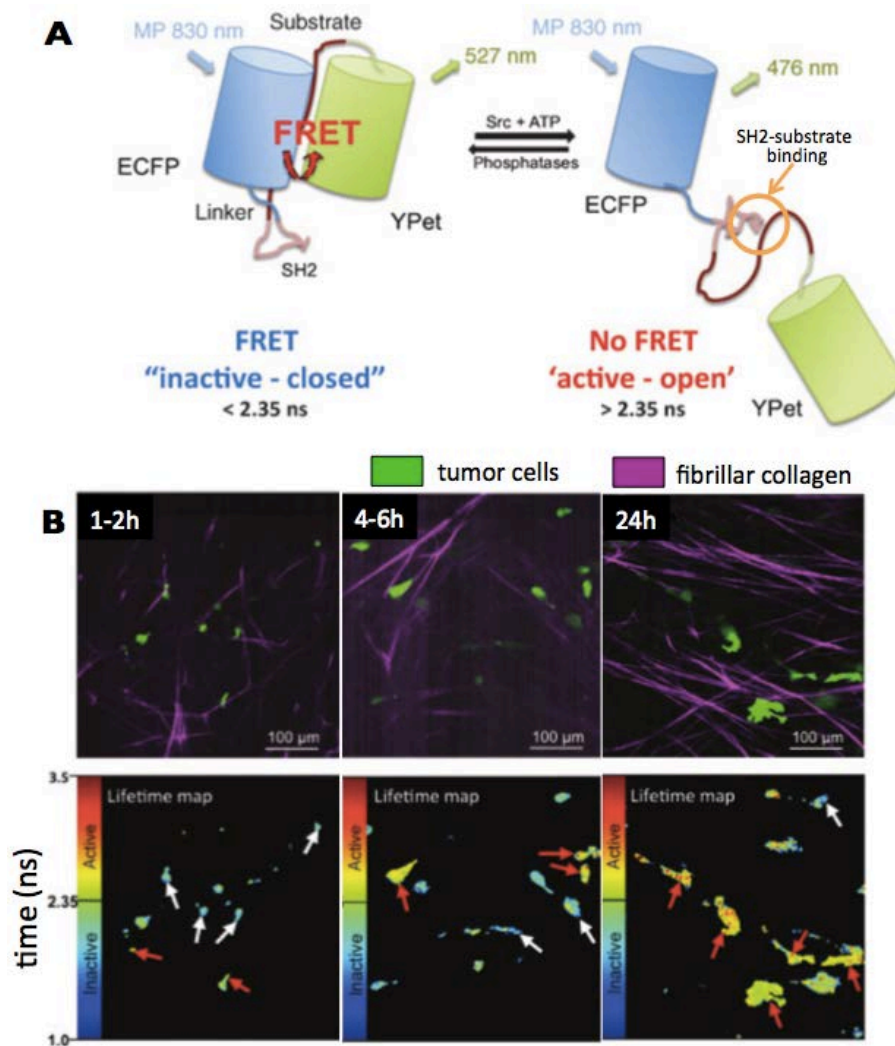 A
MP 830 nm
Substrate
527 nm
FRET
ECFP
Linker
YPet
SH2
Src + ATP
Phosphatases
MP 830 nm
476 nm
SH2-substrate
binding
ECFP
YPet
FRET
“inactive - closed”
< 2.35 ns
No FRET
‘active - open’
> 2.35 ns
tumor cells
fibrillar collagen
B
1-2h
4-6h
24h
100 µm
100 µm
100 µm
time (ns)
3.5
2.35
1.0
Active
Inactive
Lifetime map
Active
Inactive
Lifetime map
Active
Inactive
Lifetime map